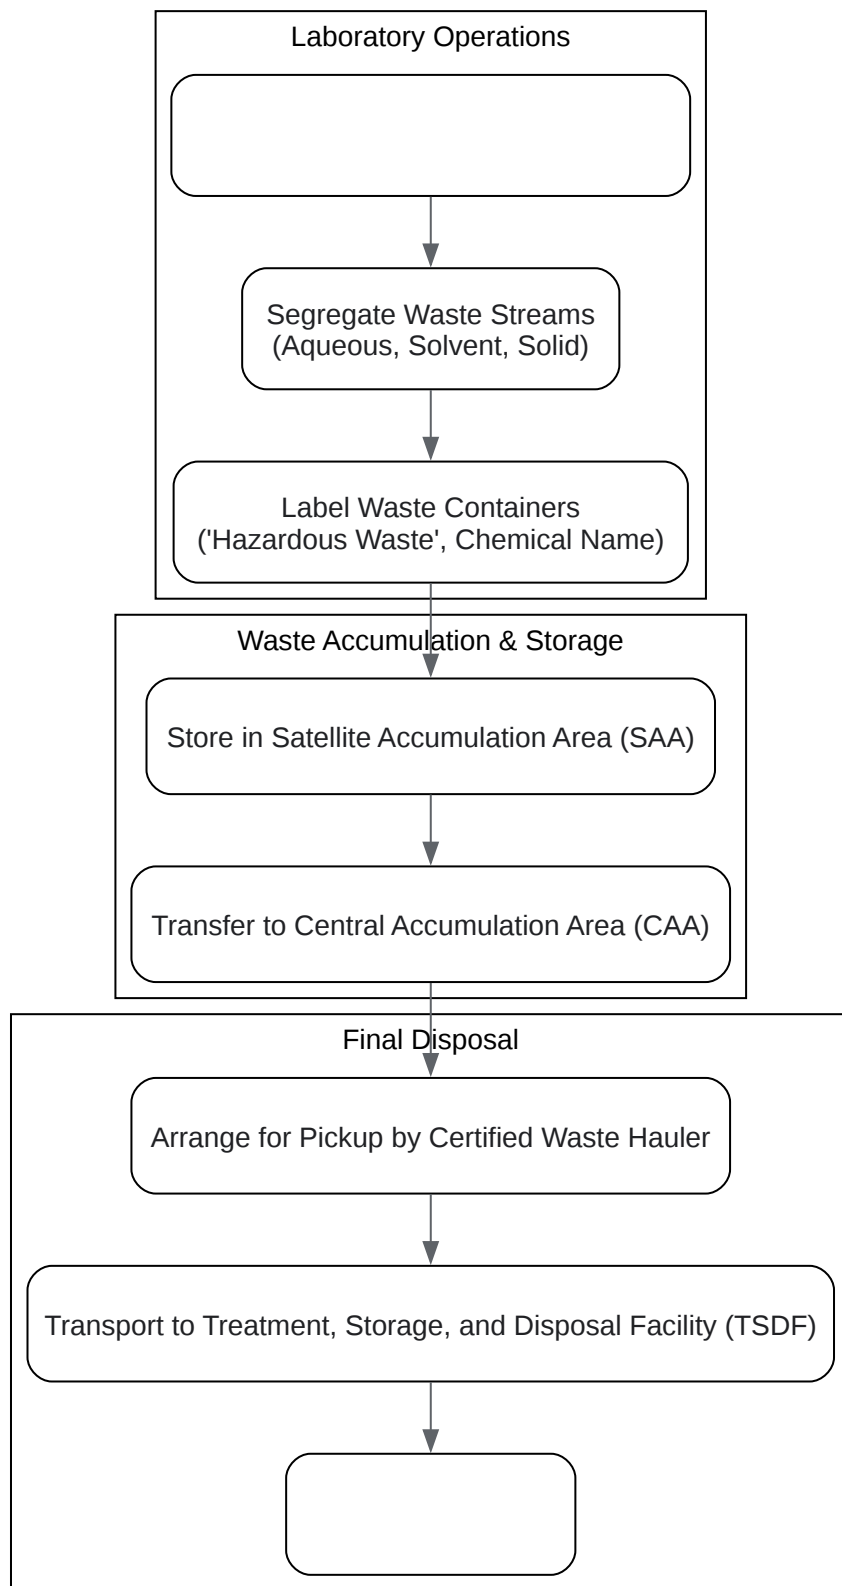 Laboratory Operations
Segregate Waste Streams
(Aqueous, Solvent, Solid)
Label Waste Containers
('Hazardous Waste', Chemical Name)
Waste Accumulation & Storage
Store in Satellite Accumulation Area (SAA)
Transfer to Central Accumulation Area (CAA)
Final Disposal
Arrange for Pickup by Certified Waste Hauler
Transport to Treatment, Storage, and Disposal Facility (TSDF)